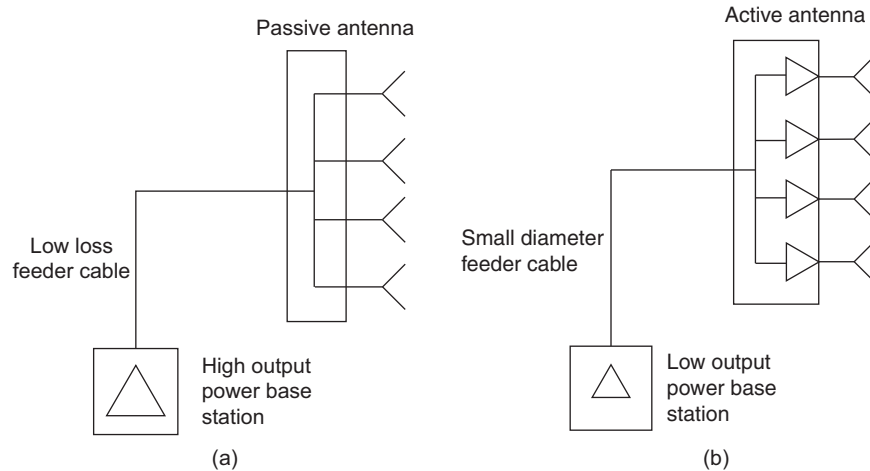 Passive antenna
Low loss
feeder cable
High output
power base
station
(a)
Active antenna
Small diameter
feeder cable
Low output
power base
station
(b)